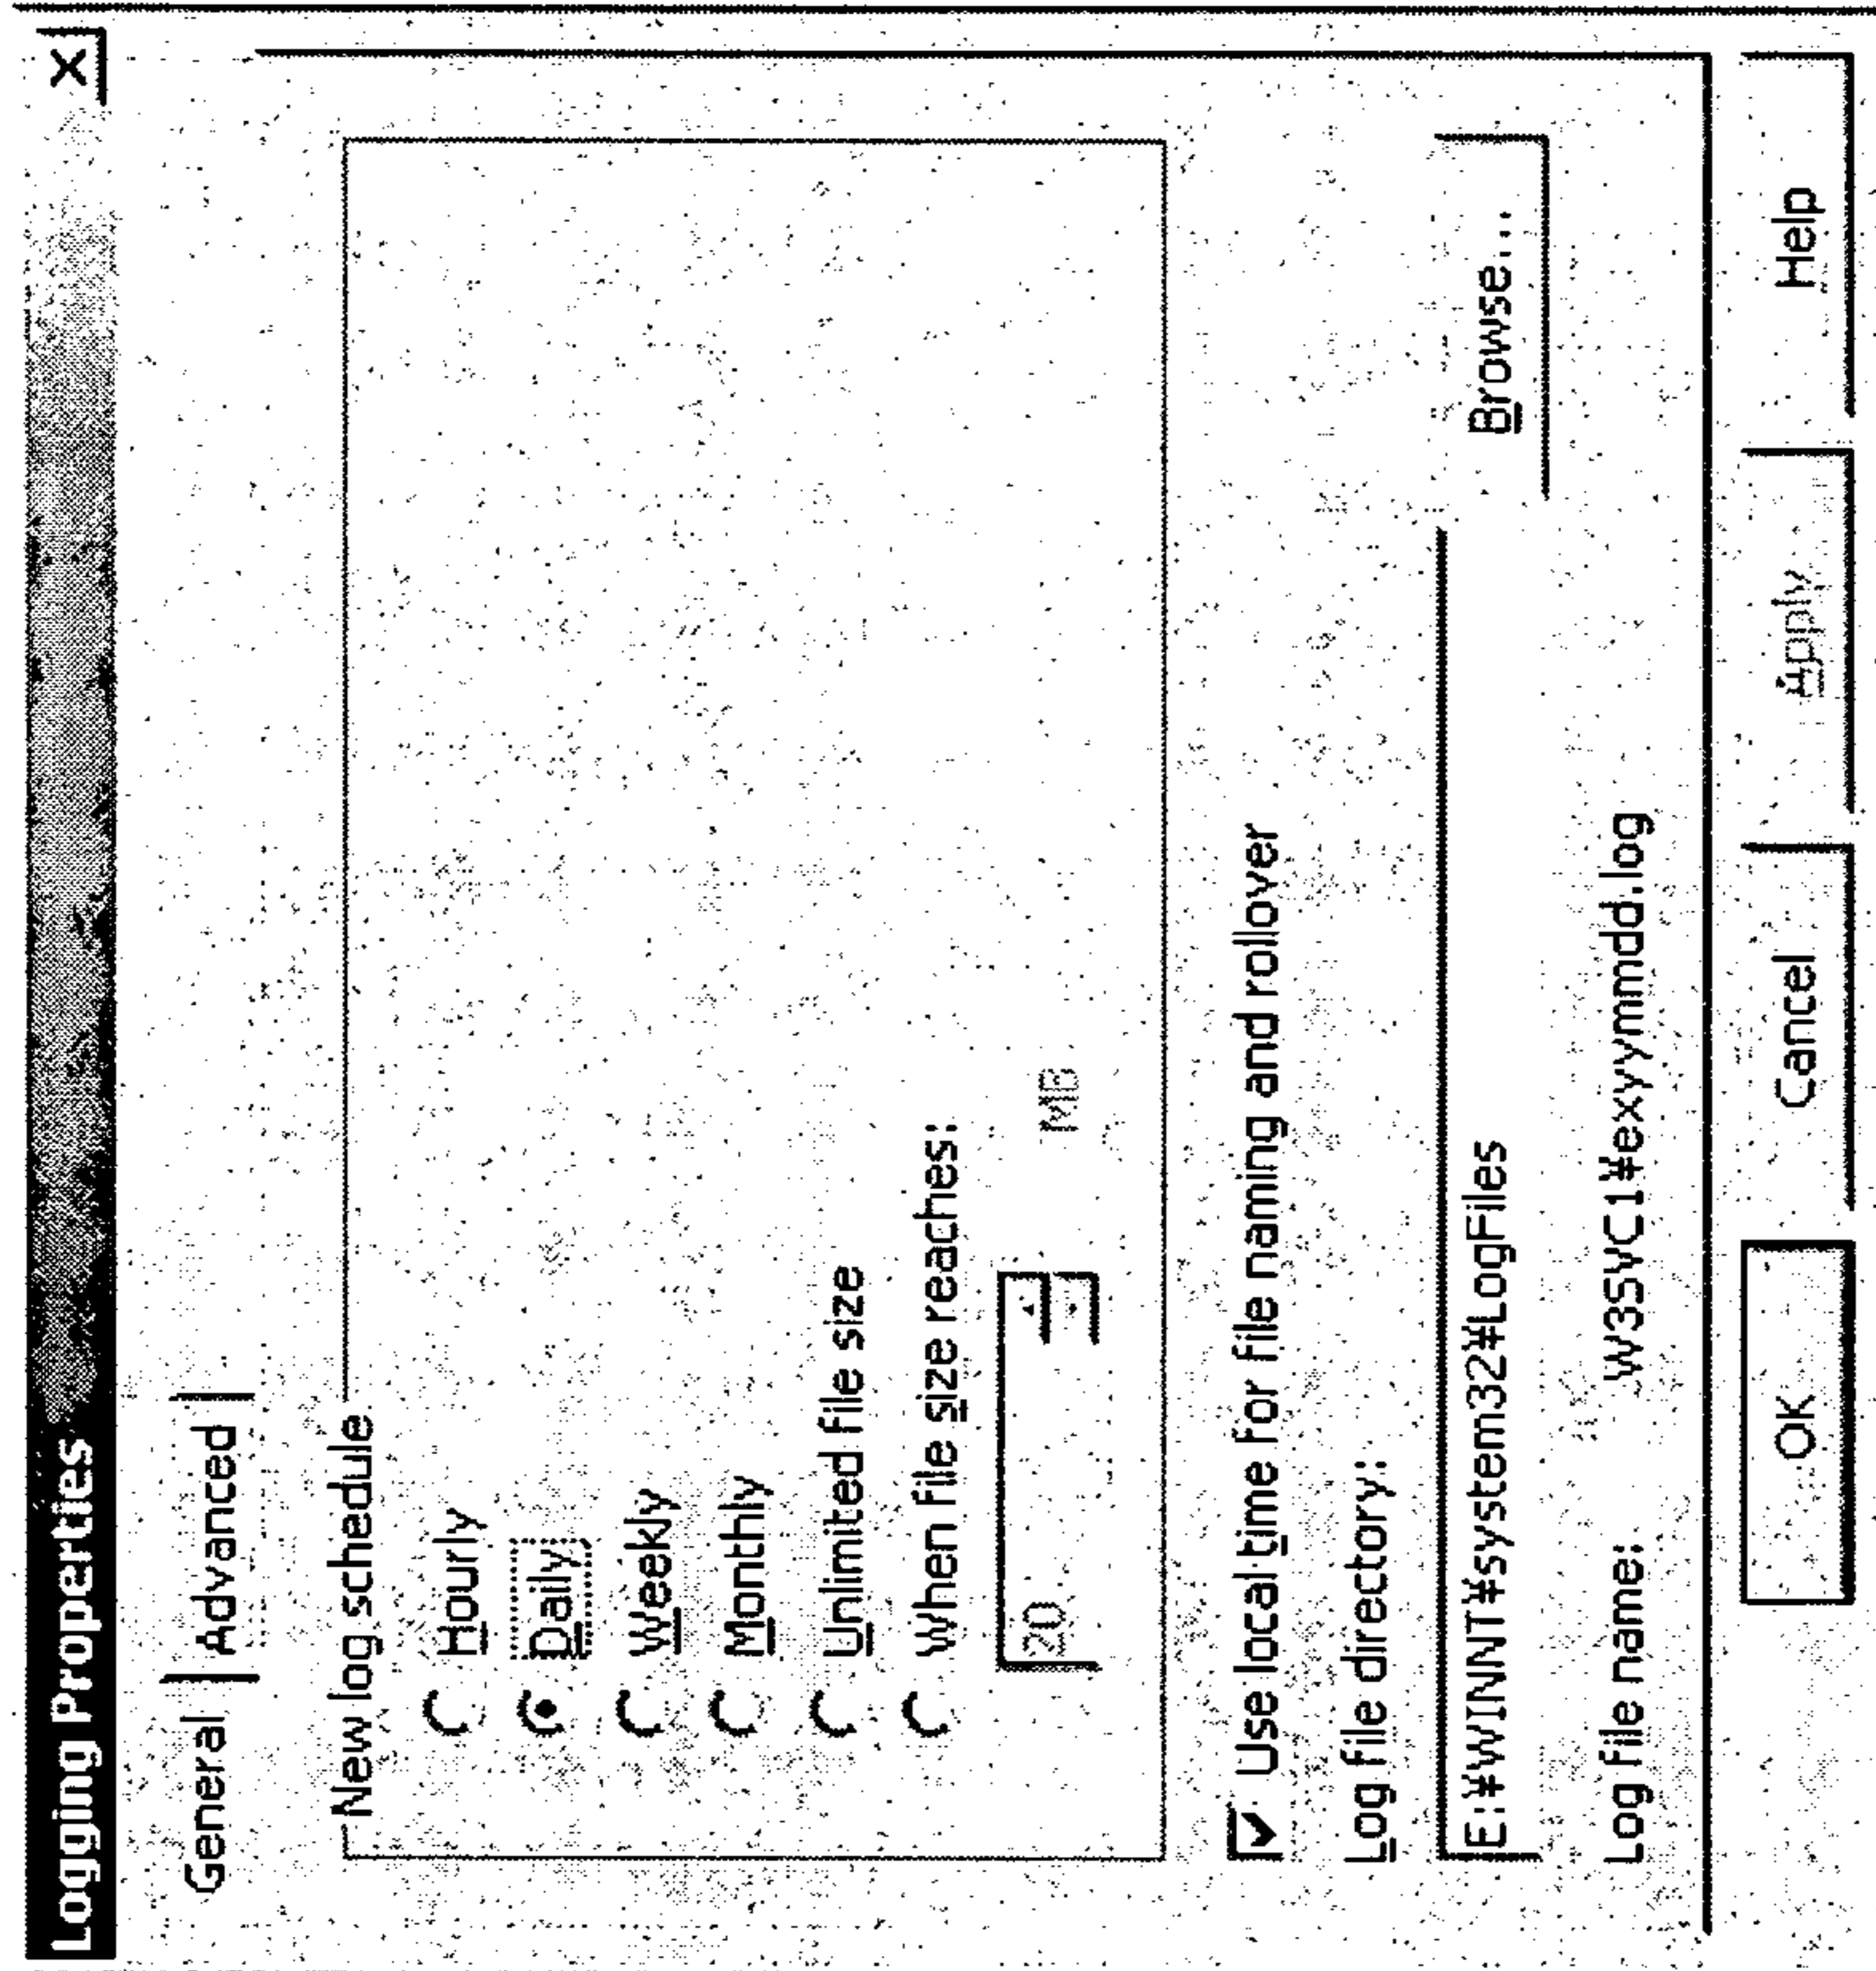 Logging Properties
General Advanced
New log schedule
Hourly
Daily
Weekly
Monthly
Unlimited file size
When file size reaches:
20 MB
Use local time for file naming and rollover
Log file directory:
E:¥WINNT¥system32¥LogFiles
Browse...
Log file name: W3SVC1¥exyymmdd.log
OK Cancel Apply Help